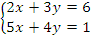 2x + 3y = 6
5x + 4y = 1